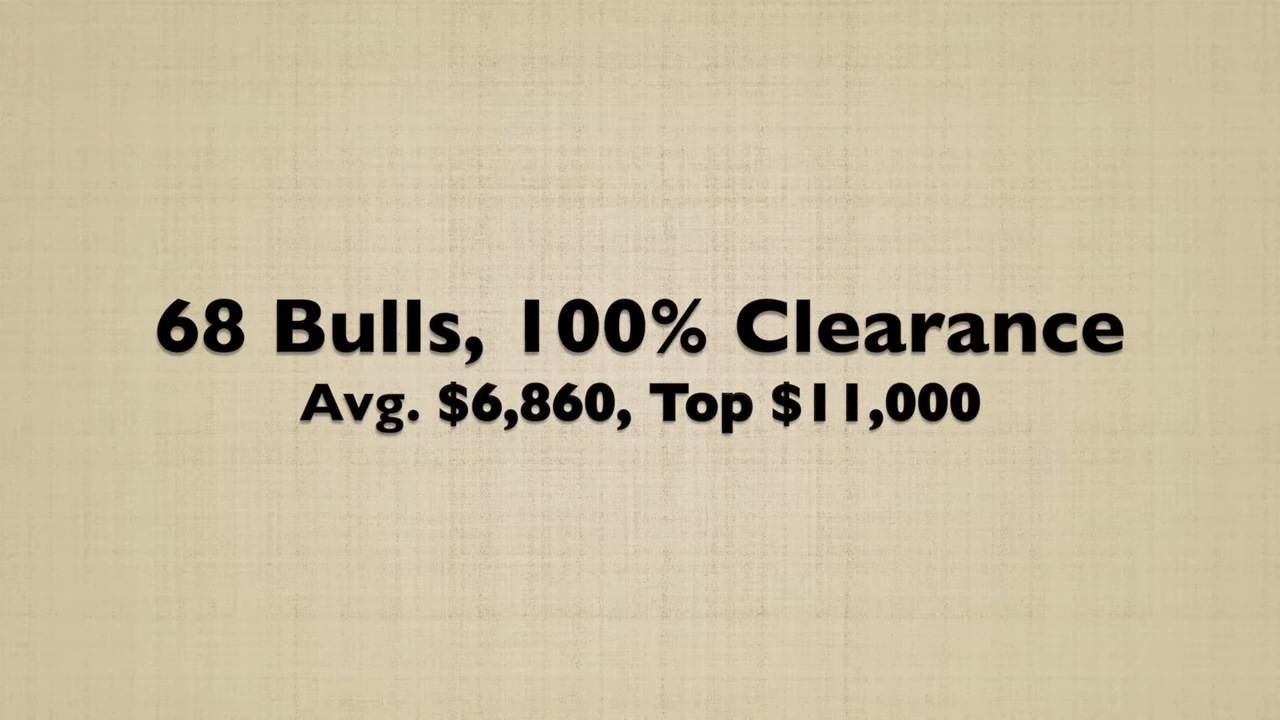 68 Bulls, 100% Clearance
Avg. $6,860, Top $11,000